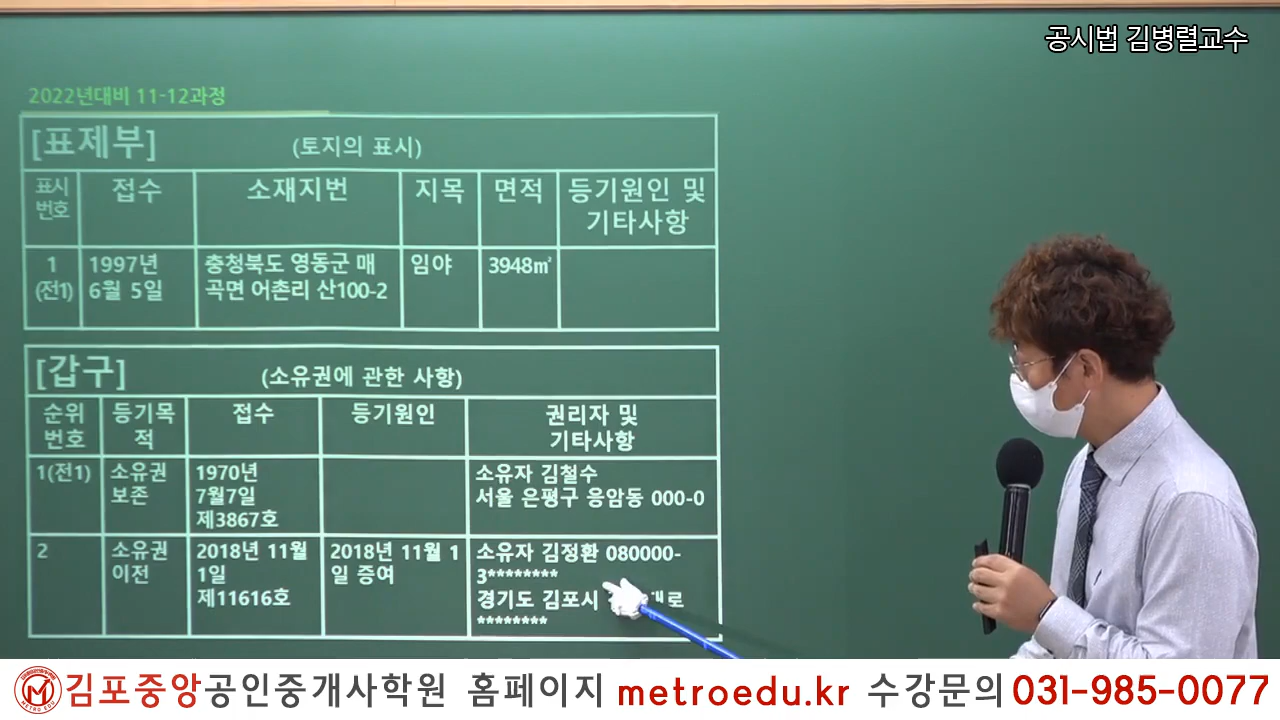 공시법 김병렬교수
2022년대비 11-12과정
[표제부] (토지의 표시)
표시 번호 접수 소재지번 지목 면적 등기원인 및 기타사항
1 (전1) 1997년 6월 5일 충청북도 영동군 매곡면 어촌리 산100-2 임야 3948㎡
[갑구] (소유권에 관한 사항)
순위 번호 등기목적 접수 등기원인 권리자 및 기타사항
1(전1) 소유권 보존 1970년 7월7일 제3867호 소유자 김철수 서울 은평구 응암동 000-0
2 소유권 이전 2018년 11월 1일 제11616호 2018년 11월 1일 증여 소유자 김정환 080000-3******** 경기도 김포시 ********
METRO EDU 김포중앙공인중개사학원 홈페이지 metroedu.kr 수강문의 031-985-0077